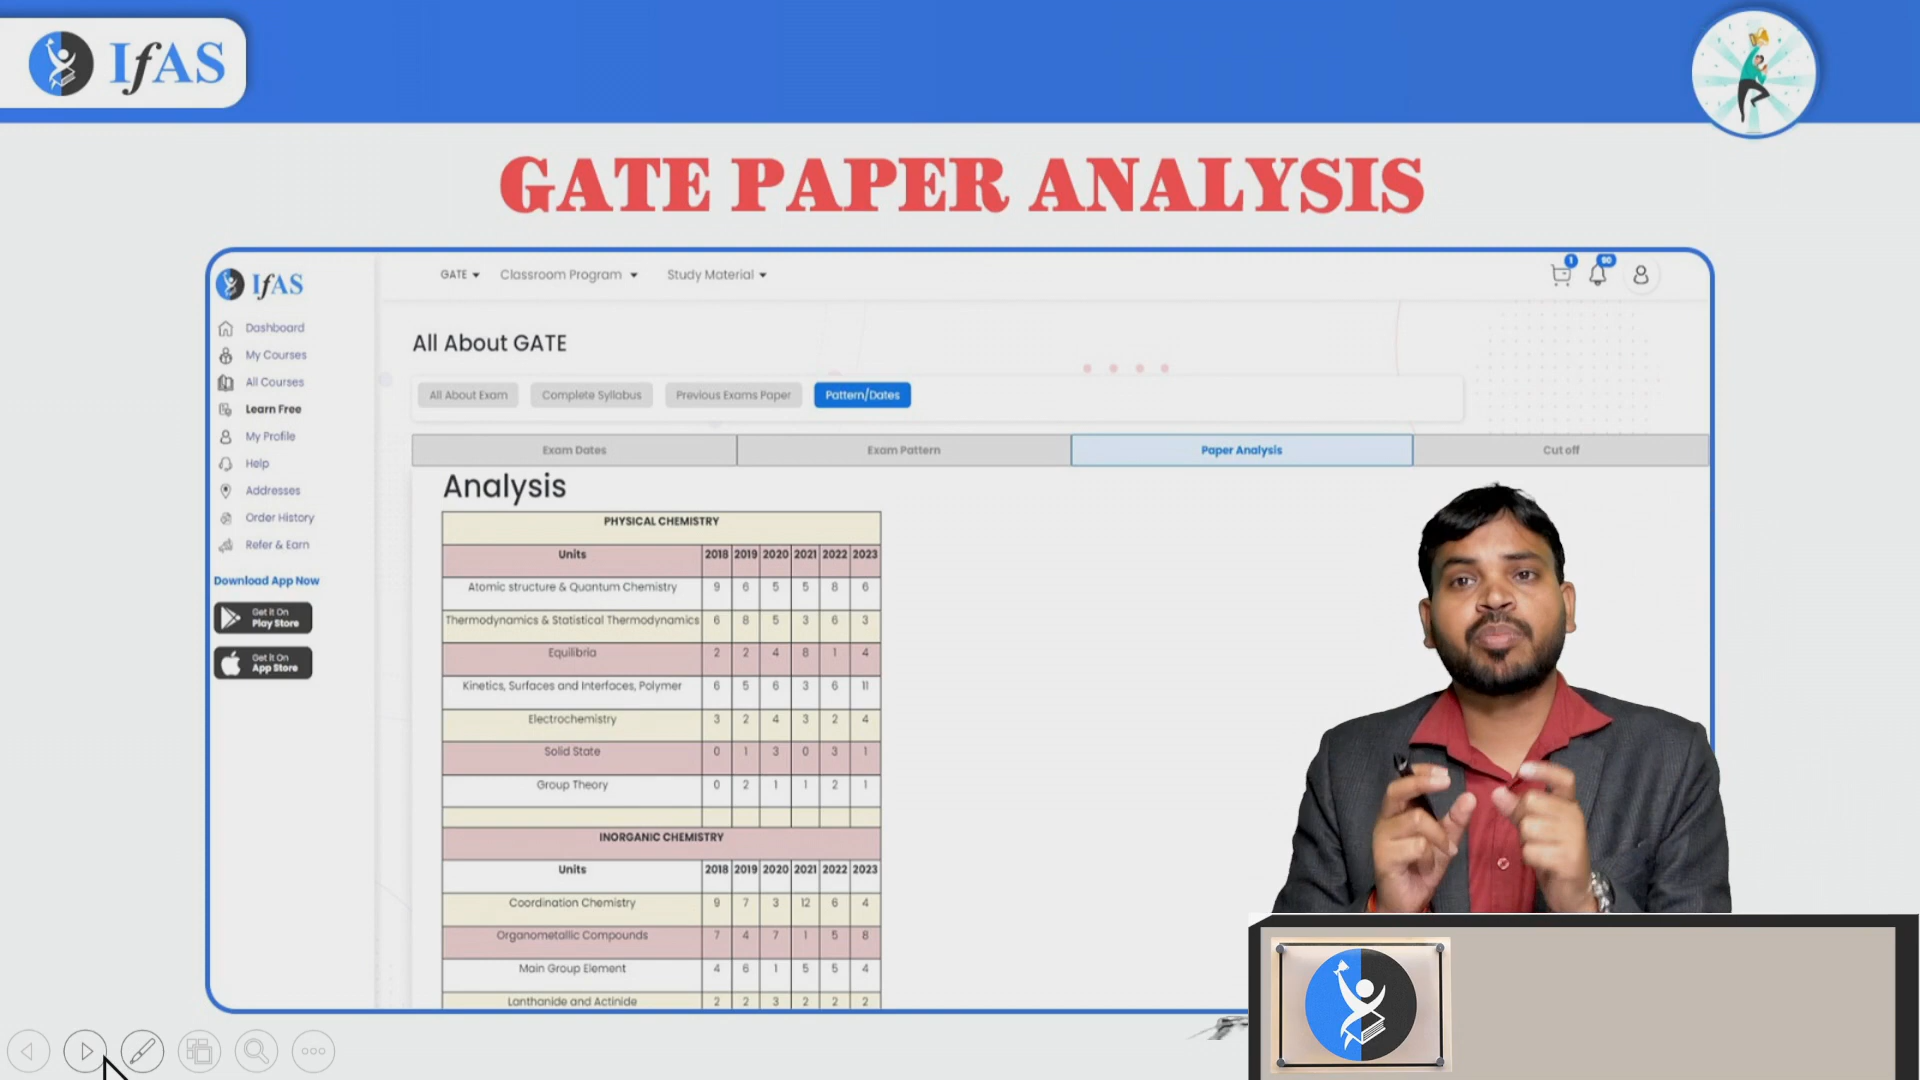 IfAS
GATE PAPER ANALYSIS
IfAS
GATE Classroom Program Study Material
1 50
Dashboard
My Courses
All Courses
Learn Free
My Profile
Help
Addresses
Order History
Refer & Earn
Download App Now
Get It On
Play Store
Get It On
App Store
All About GATE
All About Exam Complete Syllabus Previous Exams Paper Pattern/Dates
Exam Dates Exam Pattern Paper Analysis Cut off
Analysis
PHYSICAL CHEMISTRY
Units 2018 2019 2020 2021 2022 2023
Atomic structure & Quantum Chemistry 9 6 5 5 8 6
Thermodynamics & Statistical Thermodynamics 6 8 5 3 6 3
Equilibria 2 2 4 8 1 4
Kinetics, Surfaces and Interfaces, Polymer 6 5 6 3 6 11
Electrochemistry 3 2 4 3 2 4
Solid State 0 1 3 0 3 1
Group Theory 0 2 1 1 2 1
INORGANIC CHEMISTRY
Units 2018 2019 2020 2021 2022 2023
Coordination Chemistry 9 7 3 12 6 4
Organometallic Compounds 7 4 7 1 5 8
Main Group Element 4 6 1 5 5 4
Lanthanide and Actinide 2 2 3 2 2 2